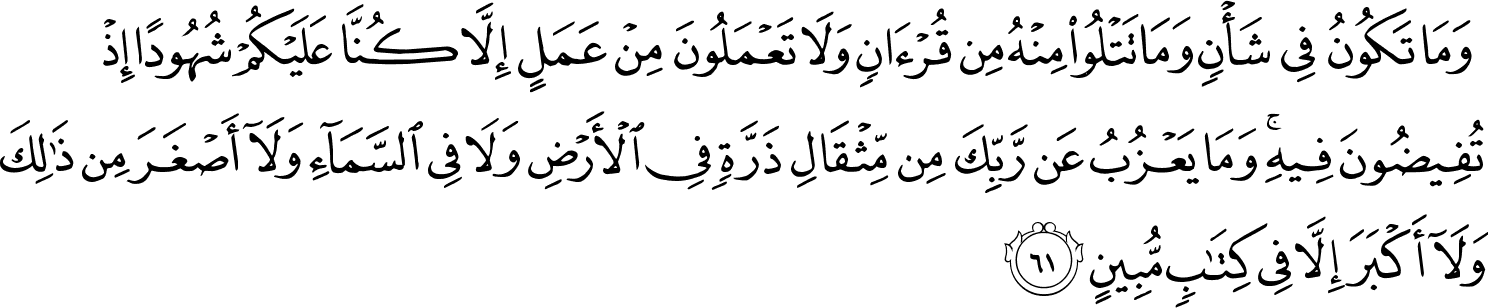 وَمَا تَكُونُ فِي شَأْنٍ وَمَا تَتْلُوا۟ مِنْهُ مِن قُرْءَانٍ وَلَا تَعْمَلُونَ مِنْ عَمَلٍ إِلَّا كُنَّا عَلَيْكُمْ شُهُودًا إِذْ
تُفِيضُونَ فِيهِ ۚ وَمَا يَعْزُبُ عَن رَّبِّكَ مِن مِّثْقَالِ ذَرَّةٍ فِي ٱلْأَرْضِ وَلَا فِي ٱلسَّمَآءِ وَلَآ أَصْغَرَ مِن ذَٰلِكَ
وَلَآ أَكْبَرَ إِلَّا فِي كِتَٰبٍ مُّبِينٍ ٦١